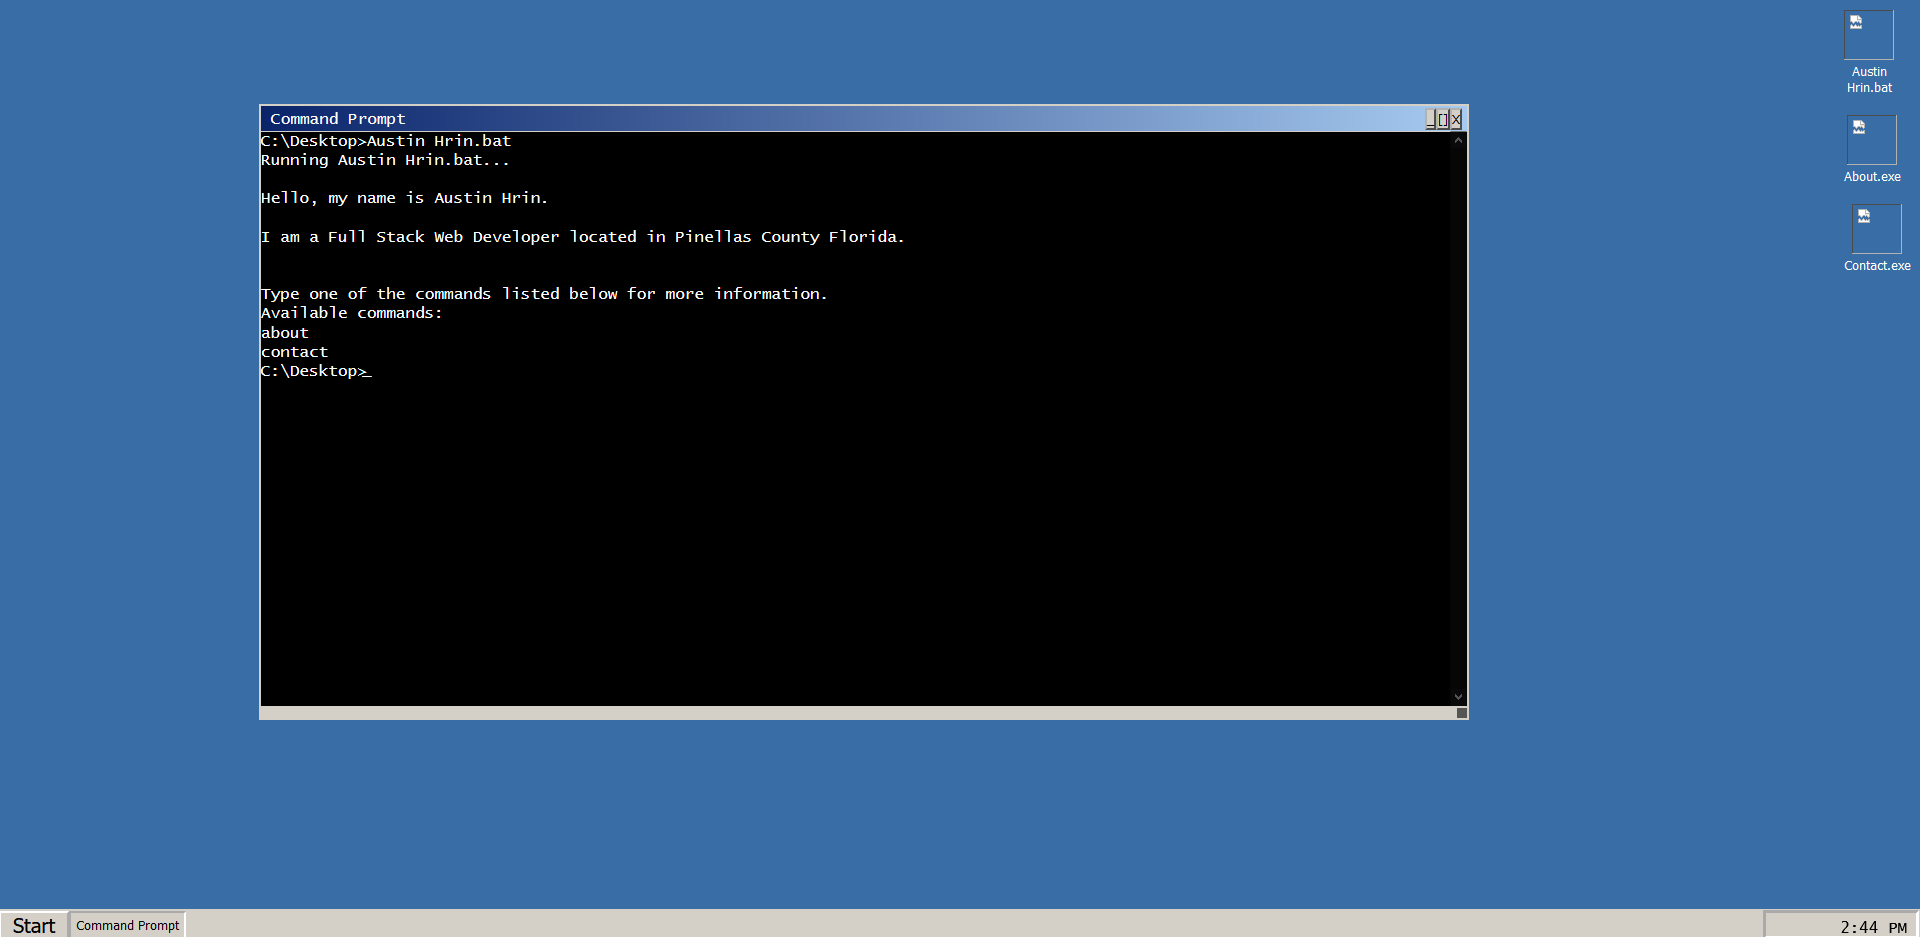 Austin
Hrin.bat
About.exe
Contact.exe
Command Prompt
_ [] X
C:\Desktop>Austin Hrin.bat
Running Austin Hrin.bat...
Hello, my name is Austin Hrin.
I am a Full Stack Web Developer located in Pinellas County Florida.
Type one of the commands listed below for more information.
Available commands:
about
contact
C:\Desktop>_
Start
Command Prompt
2:44 PM